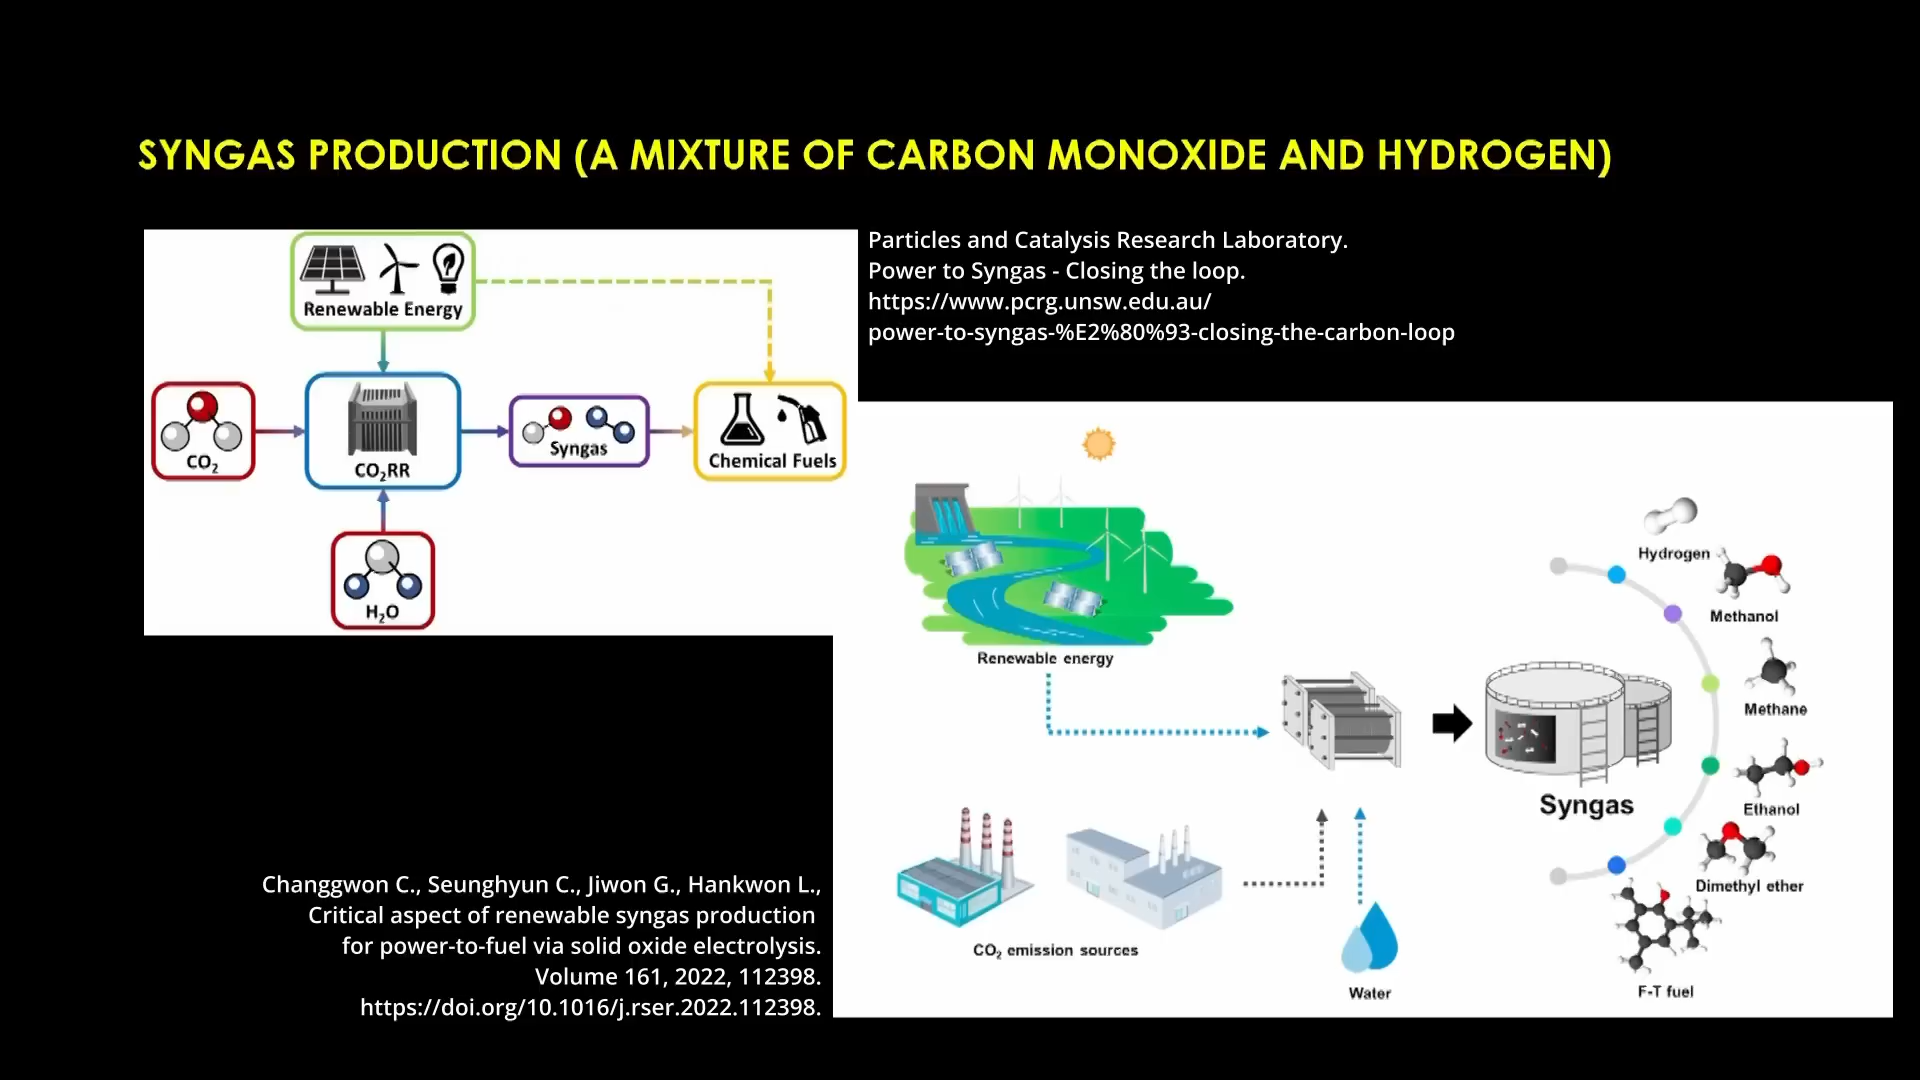 SYNGAS PRODUCTION (A MIXTURE OF CARBON MONOXIDE AND HYDROGEN)
Renewable Energy
CO₂
CO₂RR
Syngas
Chemical Fuels
H₂O
Particles and Catalysis Research Laboratory.
Power to Syngas - Closing the loop.
https://www.pcrg.unsw.edu.au/
power-to-syngas-%E2%80%93-closing-the-carbon-loop
Renewable energy
CO₂ emission sources
Water
Syngas
Hydrogen
Methanol
Methane
Ethanol
Dimethyl ether
F-T fuel
Changgwon C., Seunghyun C., Jiwon G., Hankwon L.,
Critical aspect of renewable syngas production
for power-to-fuel via solid oxide electrolysis.
Volume 161, 2022, 112398.
https://doi.org/10.1016/j.rser.2022.112398.